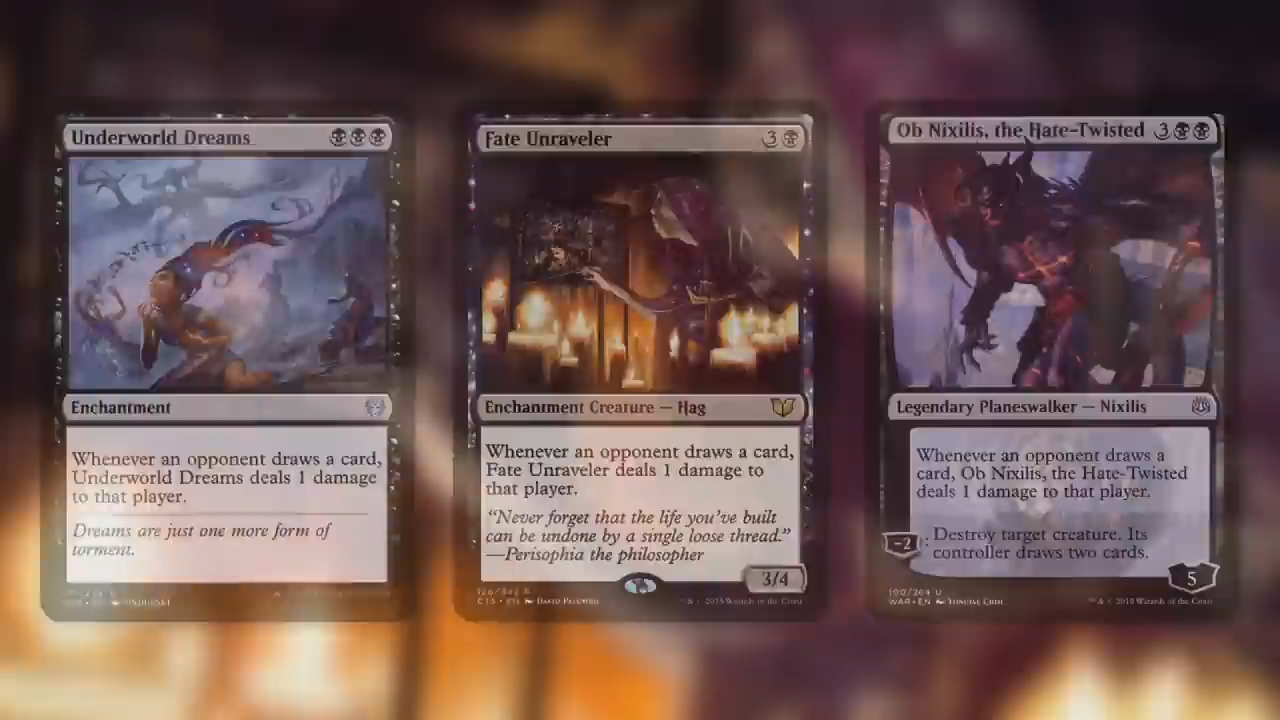 Underworld Dreams
Enchantment
Whenever an opponent draws a card,
Underworld Dreams deals 1 damage
to that player.
Dreams are just one more form of
torment.
Fate Unraveler
3
Enchantment Creature — Hag
Whenever an opponent draws a card,
Fate Unraveler deals 1 damage to
that player.
“Never forget that the life you’ve built
can be undone by a single loose thread.”
—Perisophia the philosopher
3/4
Ob Nixilis, the Hate-Twisted
3
Legendary Planeswalker — Nixilis
Whenever an opponent draws a
card, Ob Nixilis, the Hate-Twisted
deals 1 damage to that player.
-2 : Destroy target creature. Its
controller draws two cards.
5